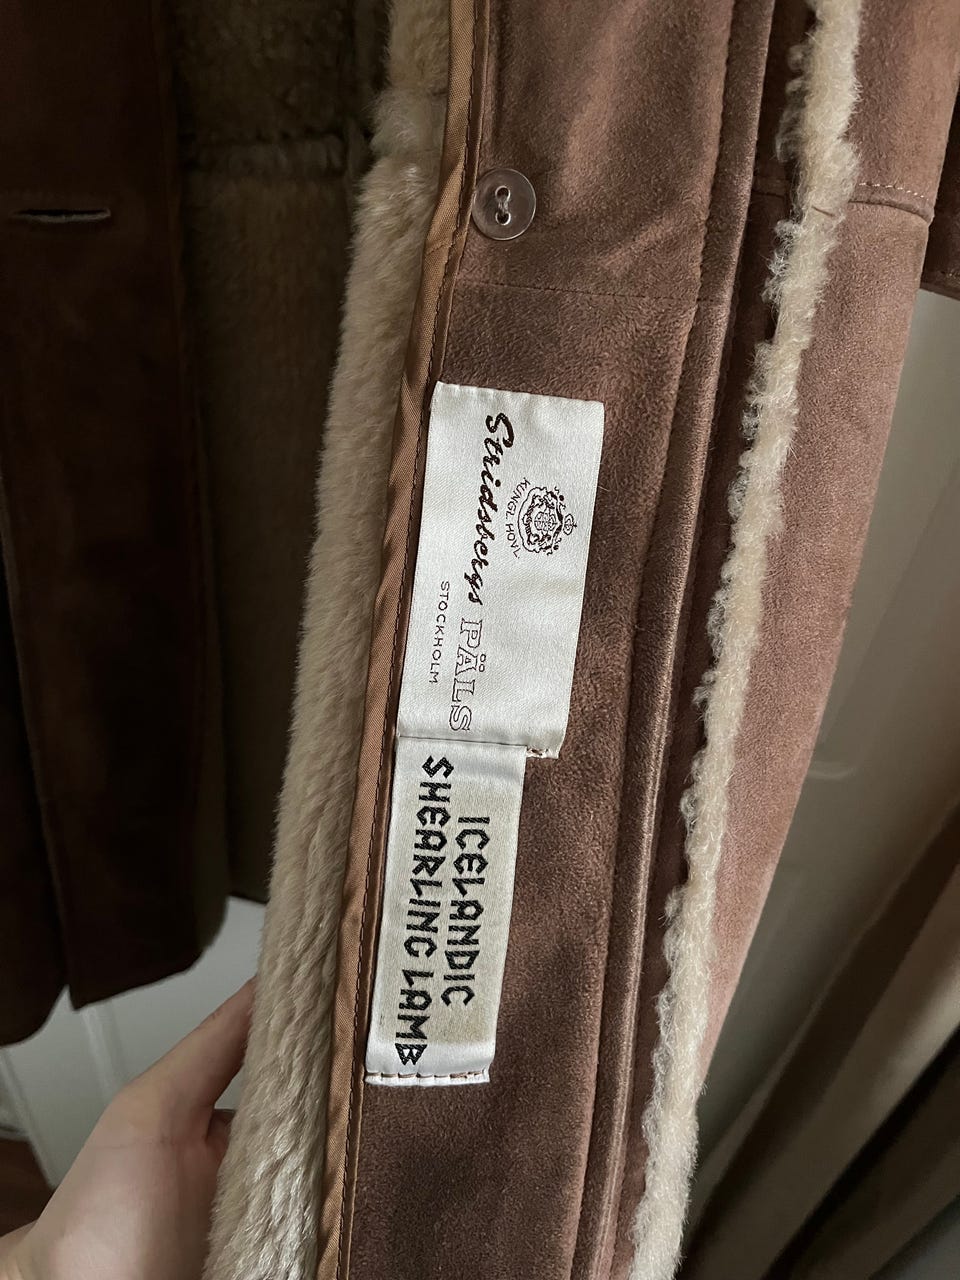 KUNGL HOVL
Stridsbergs PÄLS
STOCKHOLM
ICELANDIC
SHEARLING LAMB